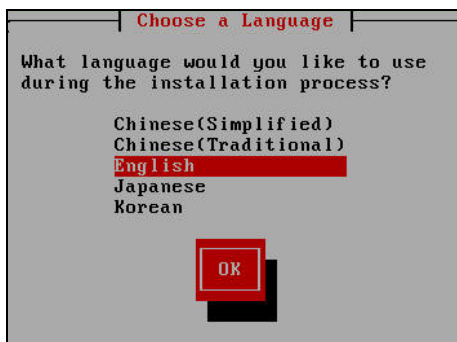 Choose a Language
What language would you like to use
during the installation process?
Chinese(Simplified)
Chinese(Traditional)
English
Japanese
Korean
OK